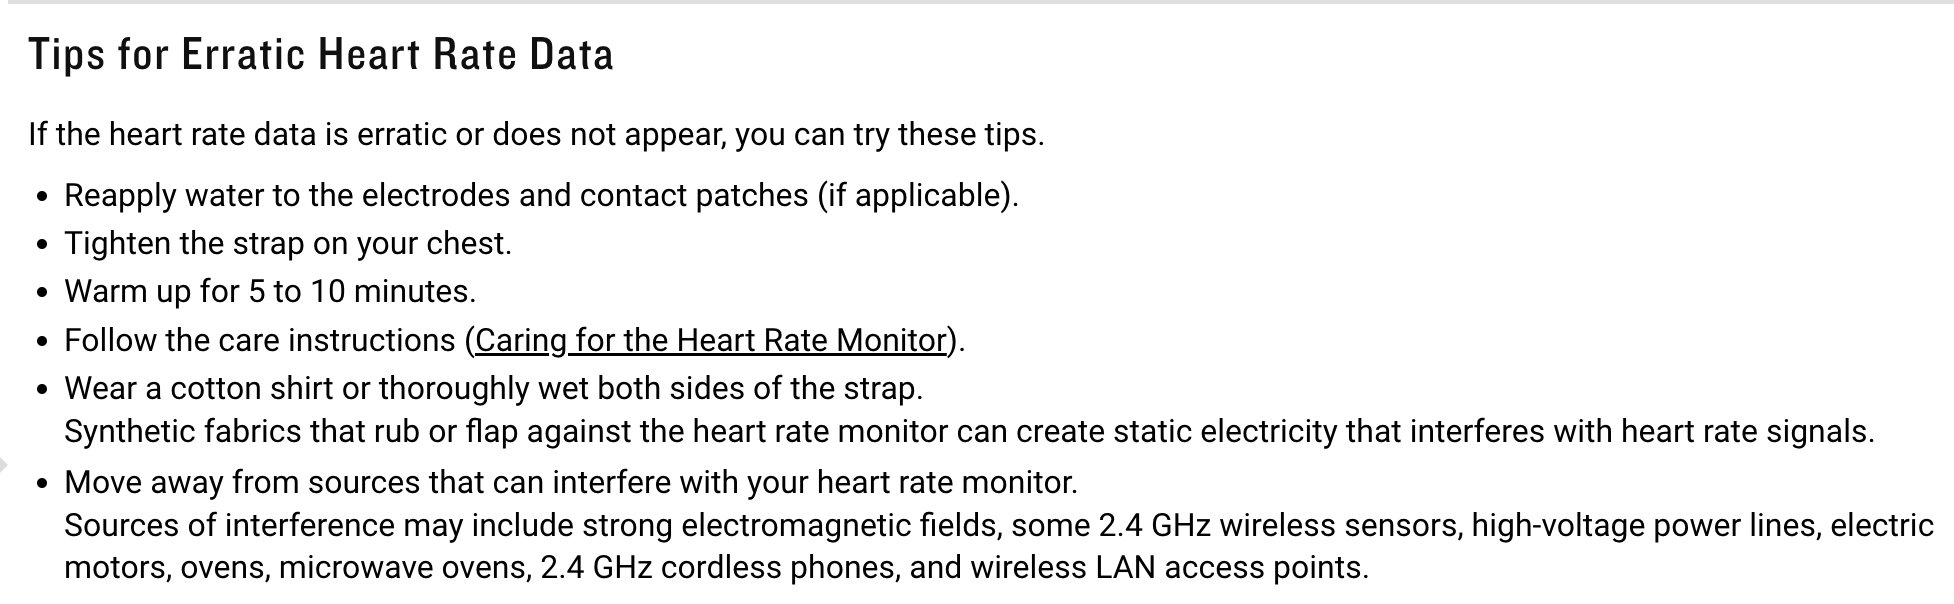 Tips for Erratic Heart Rate Data
If the heart rate data is erratic or does not appear, you can try these tips.
• Reapply water to the electrodes and contact patches (if applicable).
• Tighten the strap on your chest.
• Warm up for 5 to 10 minutes.
• Follow the care instructions (Caring for the Heart Rate Monitor).
• Wear a cotton shirt or thoroughly wet both sides of the strap.
Synthetic fabrics that rub or flap against the heart rate monitor can create static electricity that interferes with heart rate signals.
• Move away from sources that can interfere with your heart rate monitor.
Sources of interference may include strong electromagnetic fields, some 2.4 GHz wireless sensors, high-voltage power lines, electric
motors, ovens, microwave ovens, 2.4 GHz cordless phones, and wireless LAN access points.